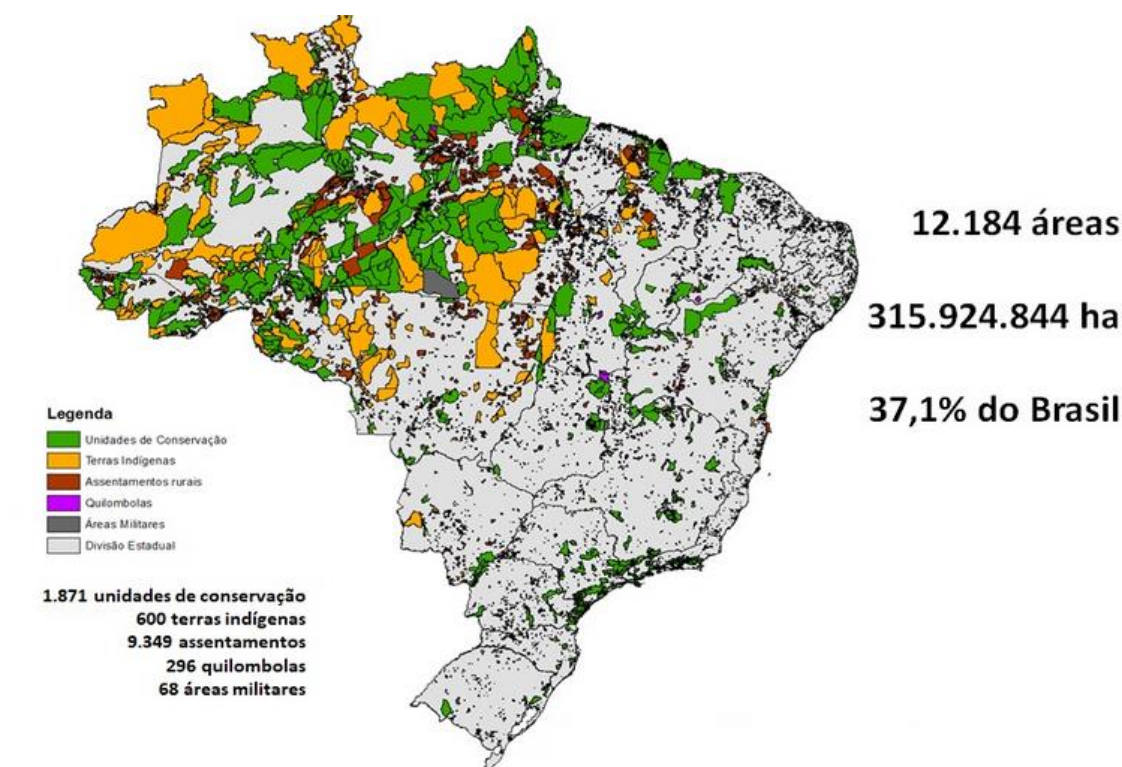 12.184 áreas
315.924.844 ha
37,1% do Brasil
Legenda
Unidades de Conservação
Terras Indígenas
Assentamentos rurais
Quilombolas
Áreas Militares
Divisão Estadual
1.871 unidades de conservação
600 terras indígenas
9.349 assentamentos
296 quilombolas
68 áreas militares